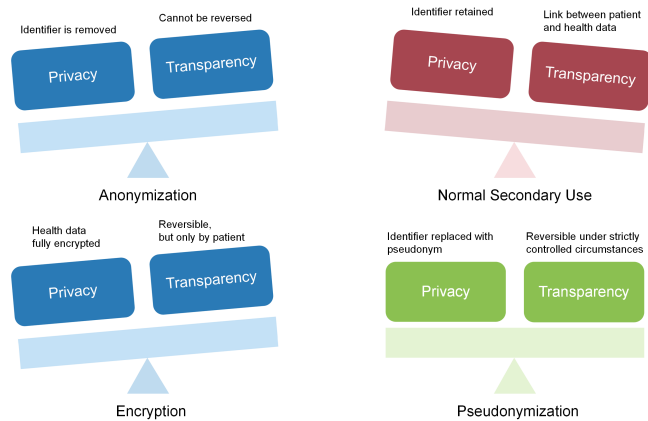 Identifier is removed
Cannot be reversed
Privacy
Transparency
Anonymization
Identifier retained
Link between patient
and health data
Privacy
Transparency
Normal Secondary Use
Health data
fully encrypted
Reversible,
but only by patient
Privacy
Transparency
Encryption
Identifier replaced with
pseudonym
Reversible under strictly
controlled circumstances
Privacy
Transparency
Pseudonymization